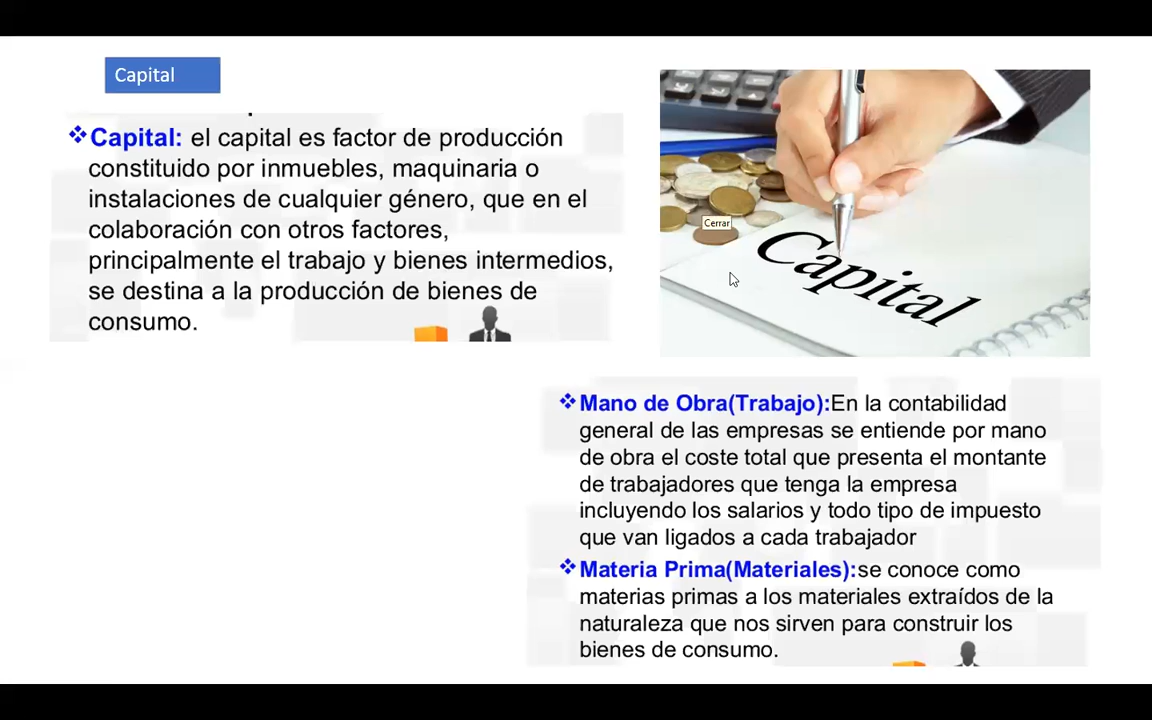 Capital
❖Capital: el capital es factor de producción
constituido por inmuebles, maquinaria o
instalaciones de cualquier género, que en el
colaboración con otros factores,
principalmente el trabajo y bienes intermedios,
se destina a la producción de bienes de
consumo.
Cerrar
Capital
❖Mano de Obra(Trabajo):En la contabilidad
general de las empresas se entiende por mano
de obra el coste total que presenta el montante
de trabajadores que tenga la empresa
incluyendo los salarios y todo tipo de impuesto
que van ligados a cada trabajador
❖Materia Prima(Materiales):se conoce como
materias primas a los materiales extraídos de la
naturaleza que nos sirven para construir los
bienes de consumo.